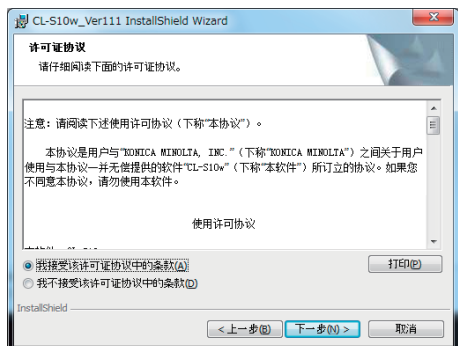 CL-S10w_Ver111 InstallShield Wizard
许可证协议
请仔细阅读下面的许可证协议。
注意：请阅读下述使用许可协议（下称"本协议"）。
本协议是用户与"KONICA MINOLTA, INC."（下称"KONICA MINOLTA"）之间关于用户
使用与本协议一并无偿提供的软件"CL-S10w"（下称"本软件"）所订立的协议。如果您
不同意本协议，请勿使用本软件。
使用许可协议
我接受该许可证协议中的条款(A)
打印(P)
我不接受该许可证协议中的条款(D)
InstallShield
< 上一步(B)
下一步(N) >
取消